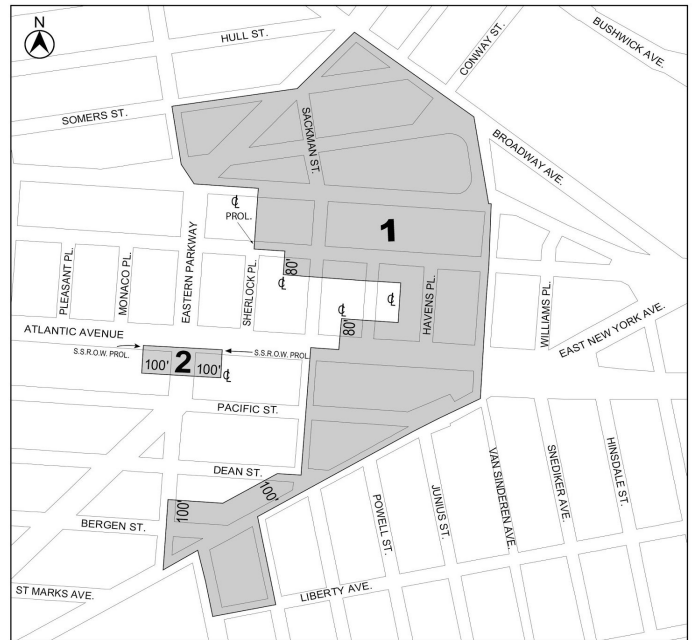 N
HULL ST.
CONWAY ST.
BUSHWICK AVE.
SOMERS ST.
SACKMAN ST.
BROADWAY AVE.
℄
PROL.
1
PLEASANT PL.
MONACO PL.
EASTERN PARKWAY
SHERLOCK PL.
80'
℄
℄
℄
HAVENS PL.
WILLIAMS PL.
ATLANTIC AVENUE
80'
EAST NEW YORK AVE.
S.S.R.O.W. PROL.
2
S.S.R.O.W. PROL.
100'
100'
℄
PACIFIC ST.
DEAN ST.
100'
100'
BERGEN ST.
POWELL ST.
JUNIUS ST.
VAN SINDEREN AVE.
SNEDIKER AVE.
HINSDALE ST.
ST MARKS AVE.
LIBERTY AVE.